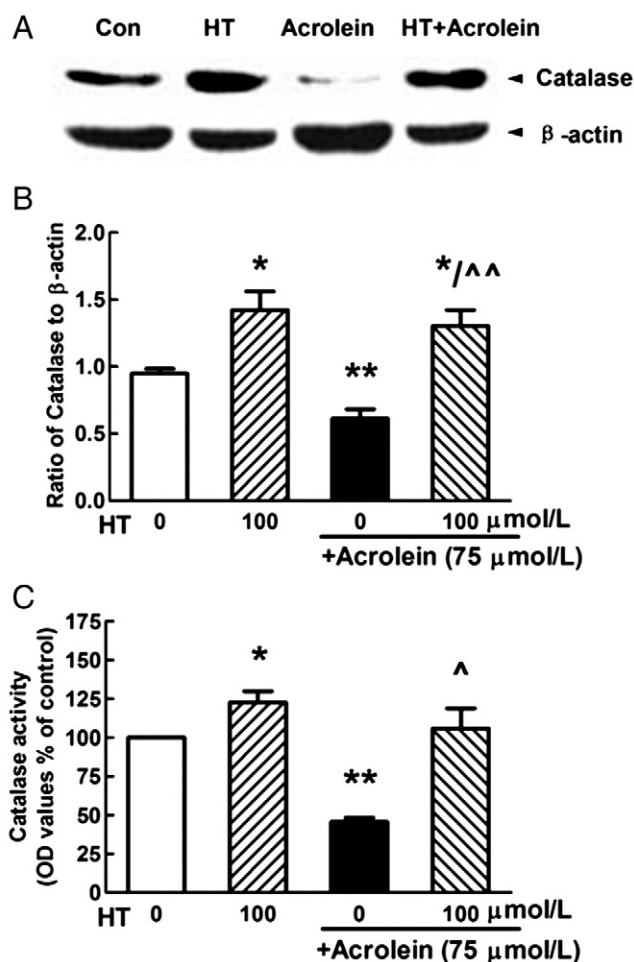 A
Con HT Acrolein HT+Acrolein
Catalase
β-actin
B
Ratio of Catalase to β-actin
2.0
1.5
1.0
0.5
0.0
*
**
*/^^
HT 0 100 0 100 μmol/L
+Acrolein (75 μmol/L)
C
Catalase activity
(OD values % of control)
175
150
125
100
75
50
25
0
*
**
^
HT 0 100 0 100 μmol/L
+Acrolein (75 μmol/L)